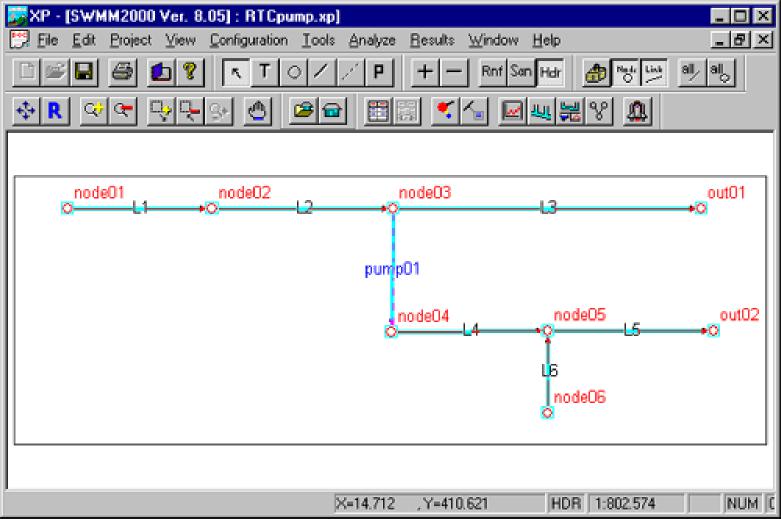 XP - [SWMM2000 Ver. 8.05] : RTCpump.xp]
File Edit Project View Configuration Tools Analyze Results Window Help
T P + - Rnf San Hdr Node Link all all
R ?
node01 node02 node03 out01
L1 L2 L3
pump01
node04 node05 out02
L4 L5
L6
node06
X=14.712 ,Y=410.621 HDR 1:802.574 NUM